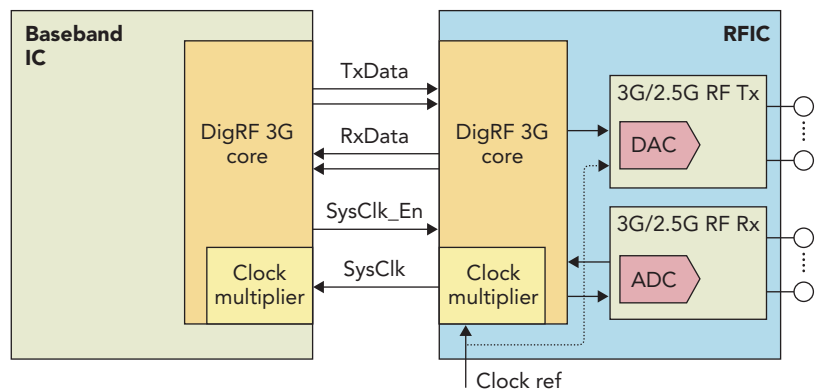 Baseband
IC
RFIC
DigRF 3G
core
Clock
multiplier
TxData
RxData
SysClk_En
SysClk
DigRF 3G
core
Clock
multiplier
3G/2.5G RF Tx
DAC
3G/2.5G RF Rx
ADC
Clock ref